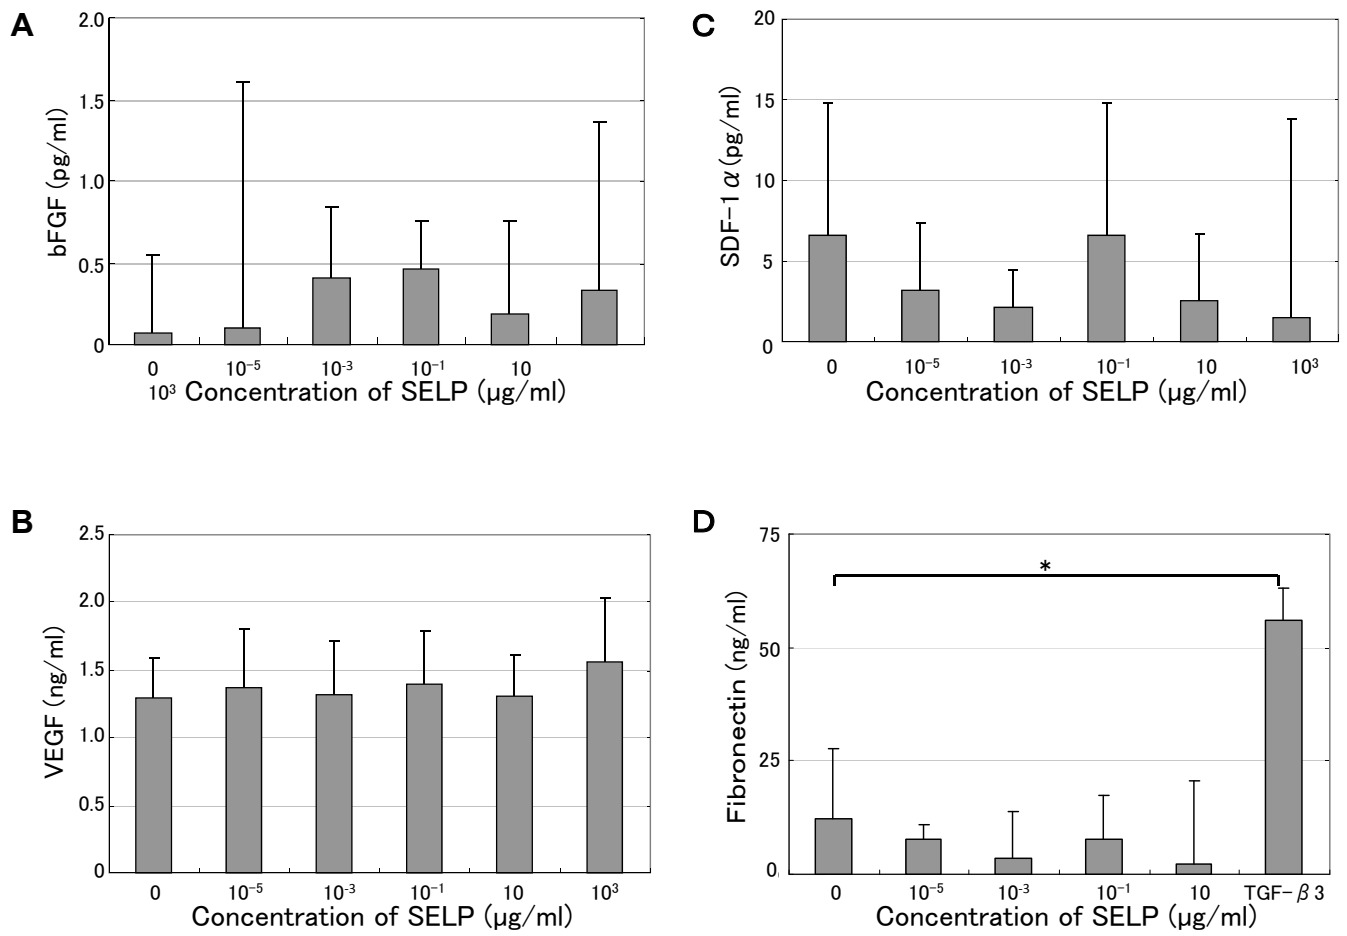 A
2.0
1.5
1.0
0.5
0
bFGF (pg/ml)
0 10⁻⁵ 10⁻³ 10⁻¹ 10
10³ Concentration of SELP (μg/ml)
C
20
15
10
5
0
SDF-1α(pg/ml)
0 10⁻⁵ 10⁻³ 10⁻¹ 10 10³
Concentration of SELP (μg/ml)
B
2.5
2.0
1.5
1.0
0.5
0
VEGF (ng/ml)
0 10⁻⁵ 10⁻³ 10⁻¹ 10 10³
Concentration of SELP (μg/ml)
D
75
50
25
0
Fibronectin (ng/ml)
*
0 10⁻⁵ 10⁻³ 10⁻¹ 10 TGF-β3
Concentration of SELP (μg/ml)